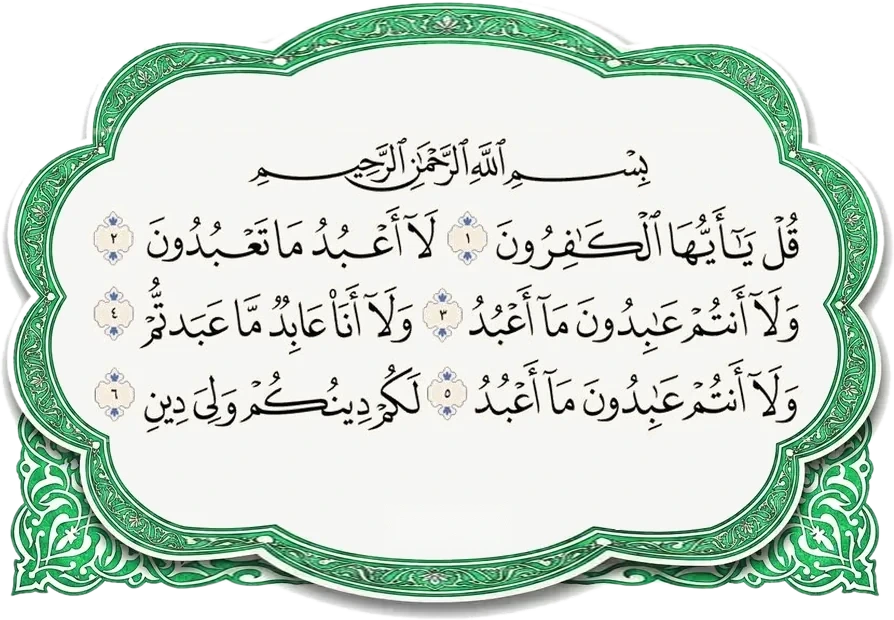 بِسْمِ ٱللَّهِ ٱلرَّحْمَٰنِ ٱلرَّحِيمِ
قُلْ يَـٰٓأَيُّهَا ٱلْكَـٰفِرُونَ ١ لَآ أَعْبُدُ مَا تَعْبُدُونَ ٢
وَلَآ أَنتُمْ عَـٰبِدُونَ مَآ أَعْبُدُ ٣ وَلَآ أَنَا۠ عَابِدٌ مَّا عَبَدتُّمْ ٤
وَلَآ أَنتُمْ عَـٰبِدُونَ مَآ أَعْبُدُ ٥ لَكُمْ دِينُكُمْ وَلِىَ دِينِ ٦